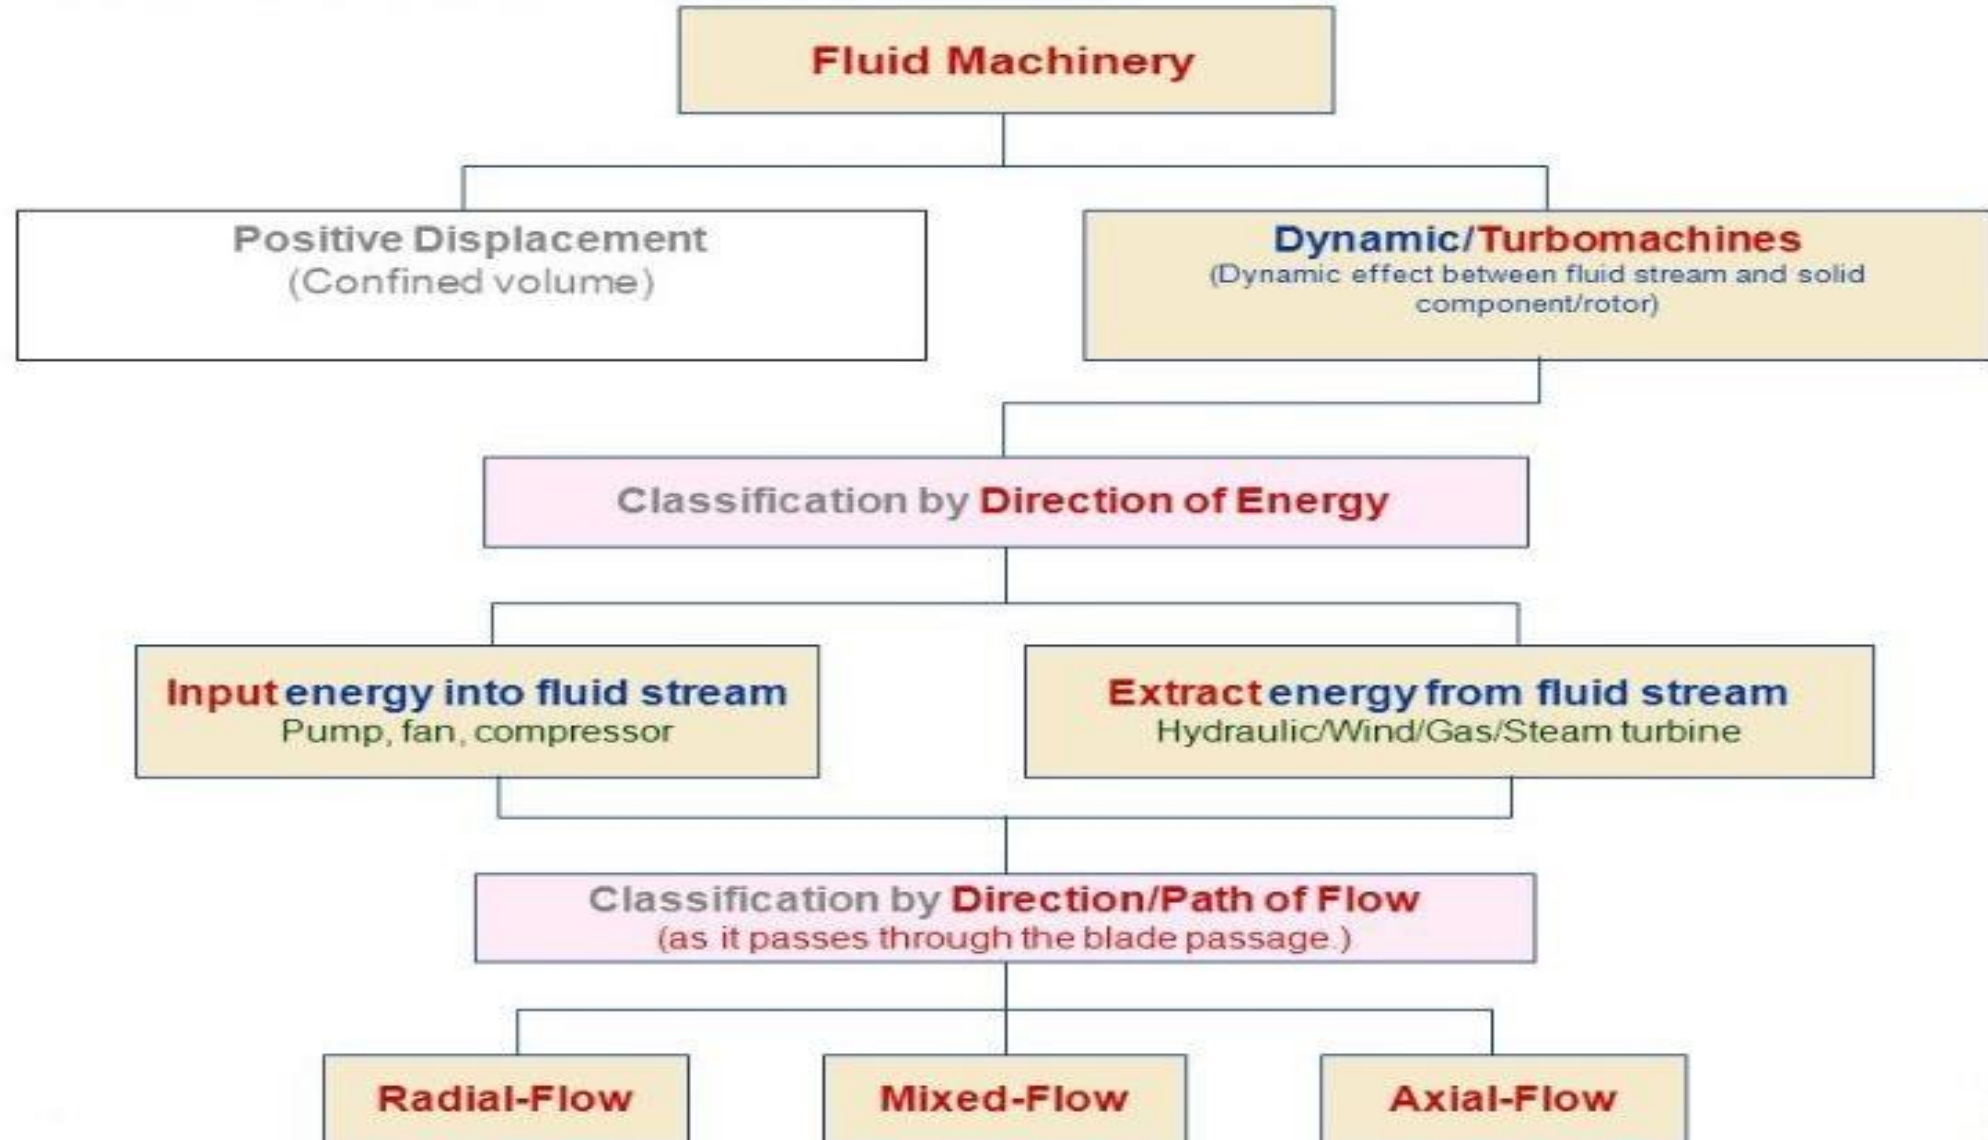 Fluid Machinery
Positive Displacement
(Confined volume)
Dynamic/Turbomachines
(Dynamic effect between fluid stream and solid
component/rotor)
Classification by Direction of Energy
Input energy into fluid stream
Pump, fan, compressor
Extract energy from fluid stream
Hydraulic/Wind/Gas/Steam turbine
Classification by Direction/Path of Flow
(as it passes through the blade passage.)
Radial-Flow
Mixed-Flow
Axial-Flow